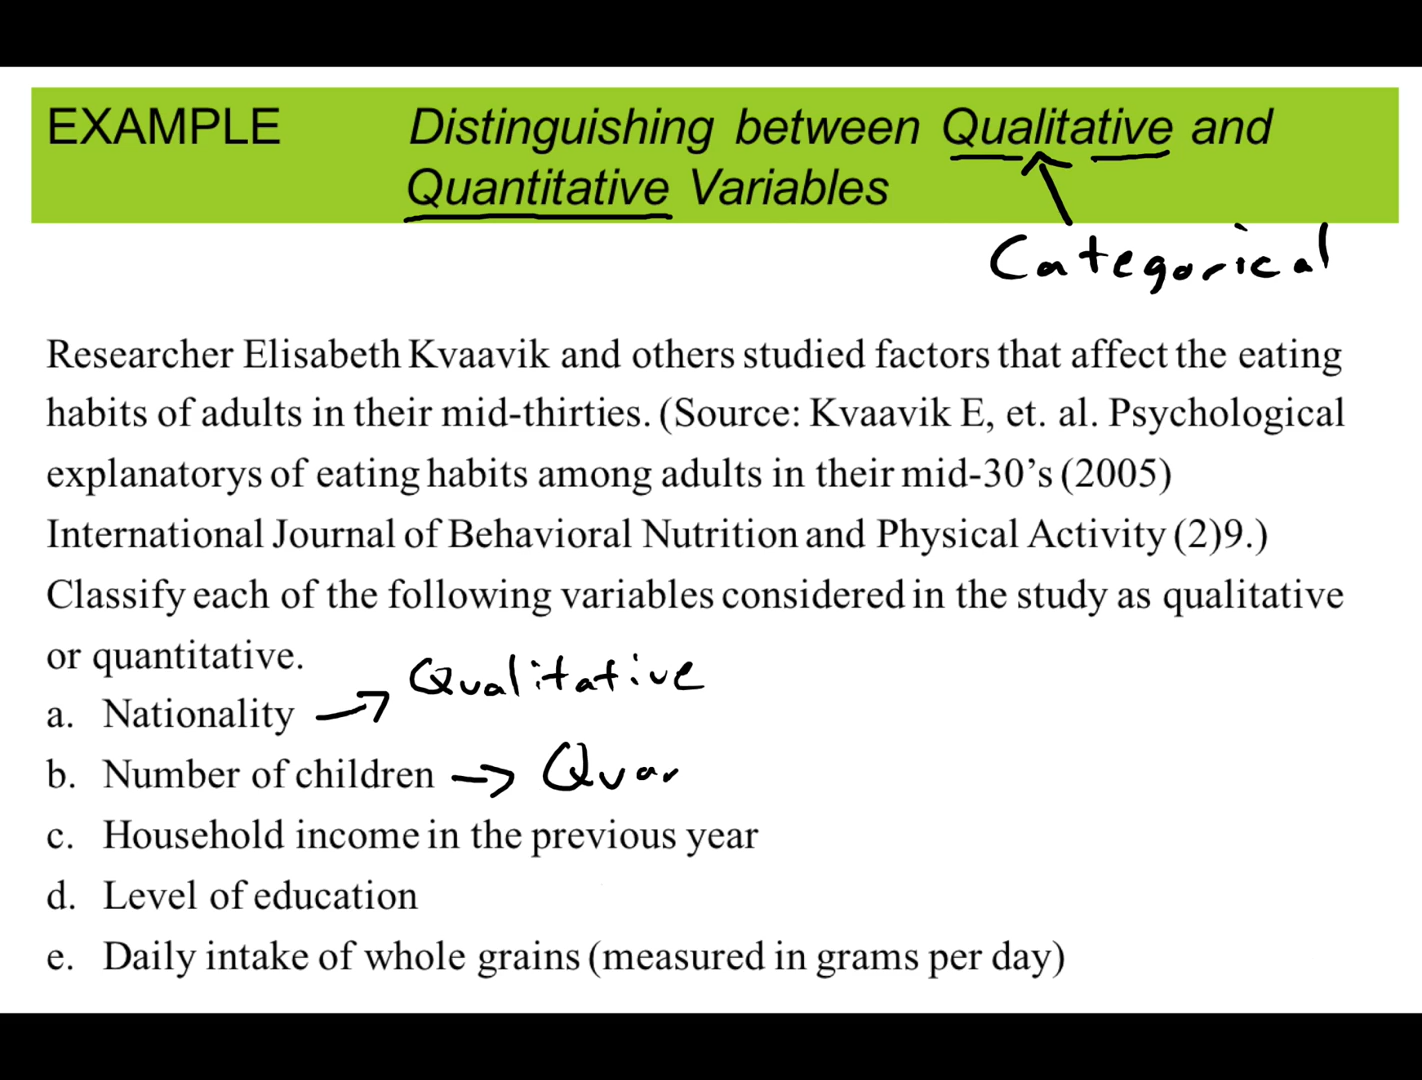 EXAMPLE Distinguishing between Qualitative and
Quantitative Variables
Categorical
Researcher Elisabeth Kvaavik and others studied factors that affect the eating
habits of adults in their mid-thirties. (Source: Kvaavik E, et. al. Psychological
explanatorys of eating habits among adults in their mid-30’s (2005)
International Journal of Behavioral Nutrition and Physical Activity (2)9.)
Classify each of the following variables considered in the study as qualitative
or quantitative.
a. Nationality → Qualitative
b. Number of children → Quan
c. Household income in the previous year
d. Level of education
e. Daily intake of whole grains (measured in grams per day)